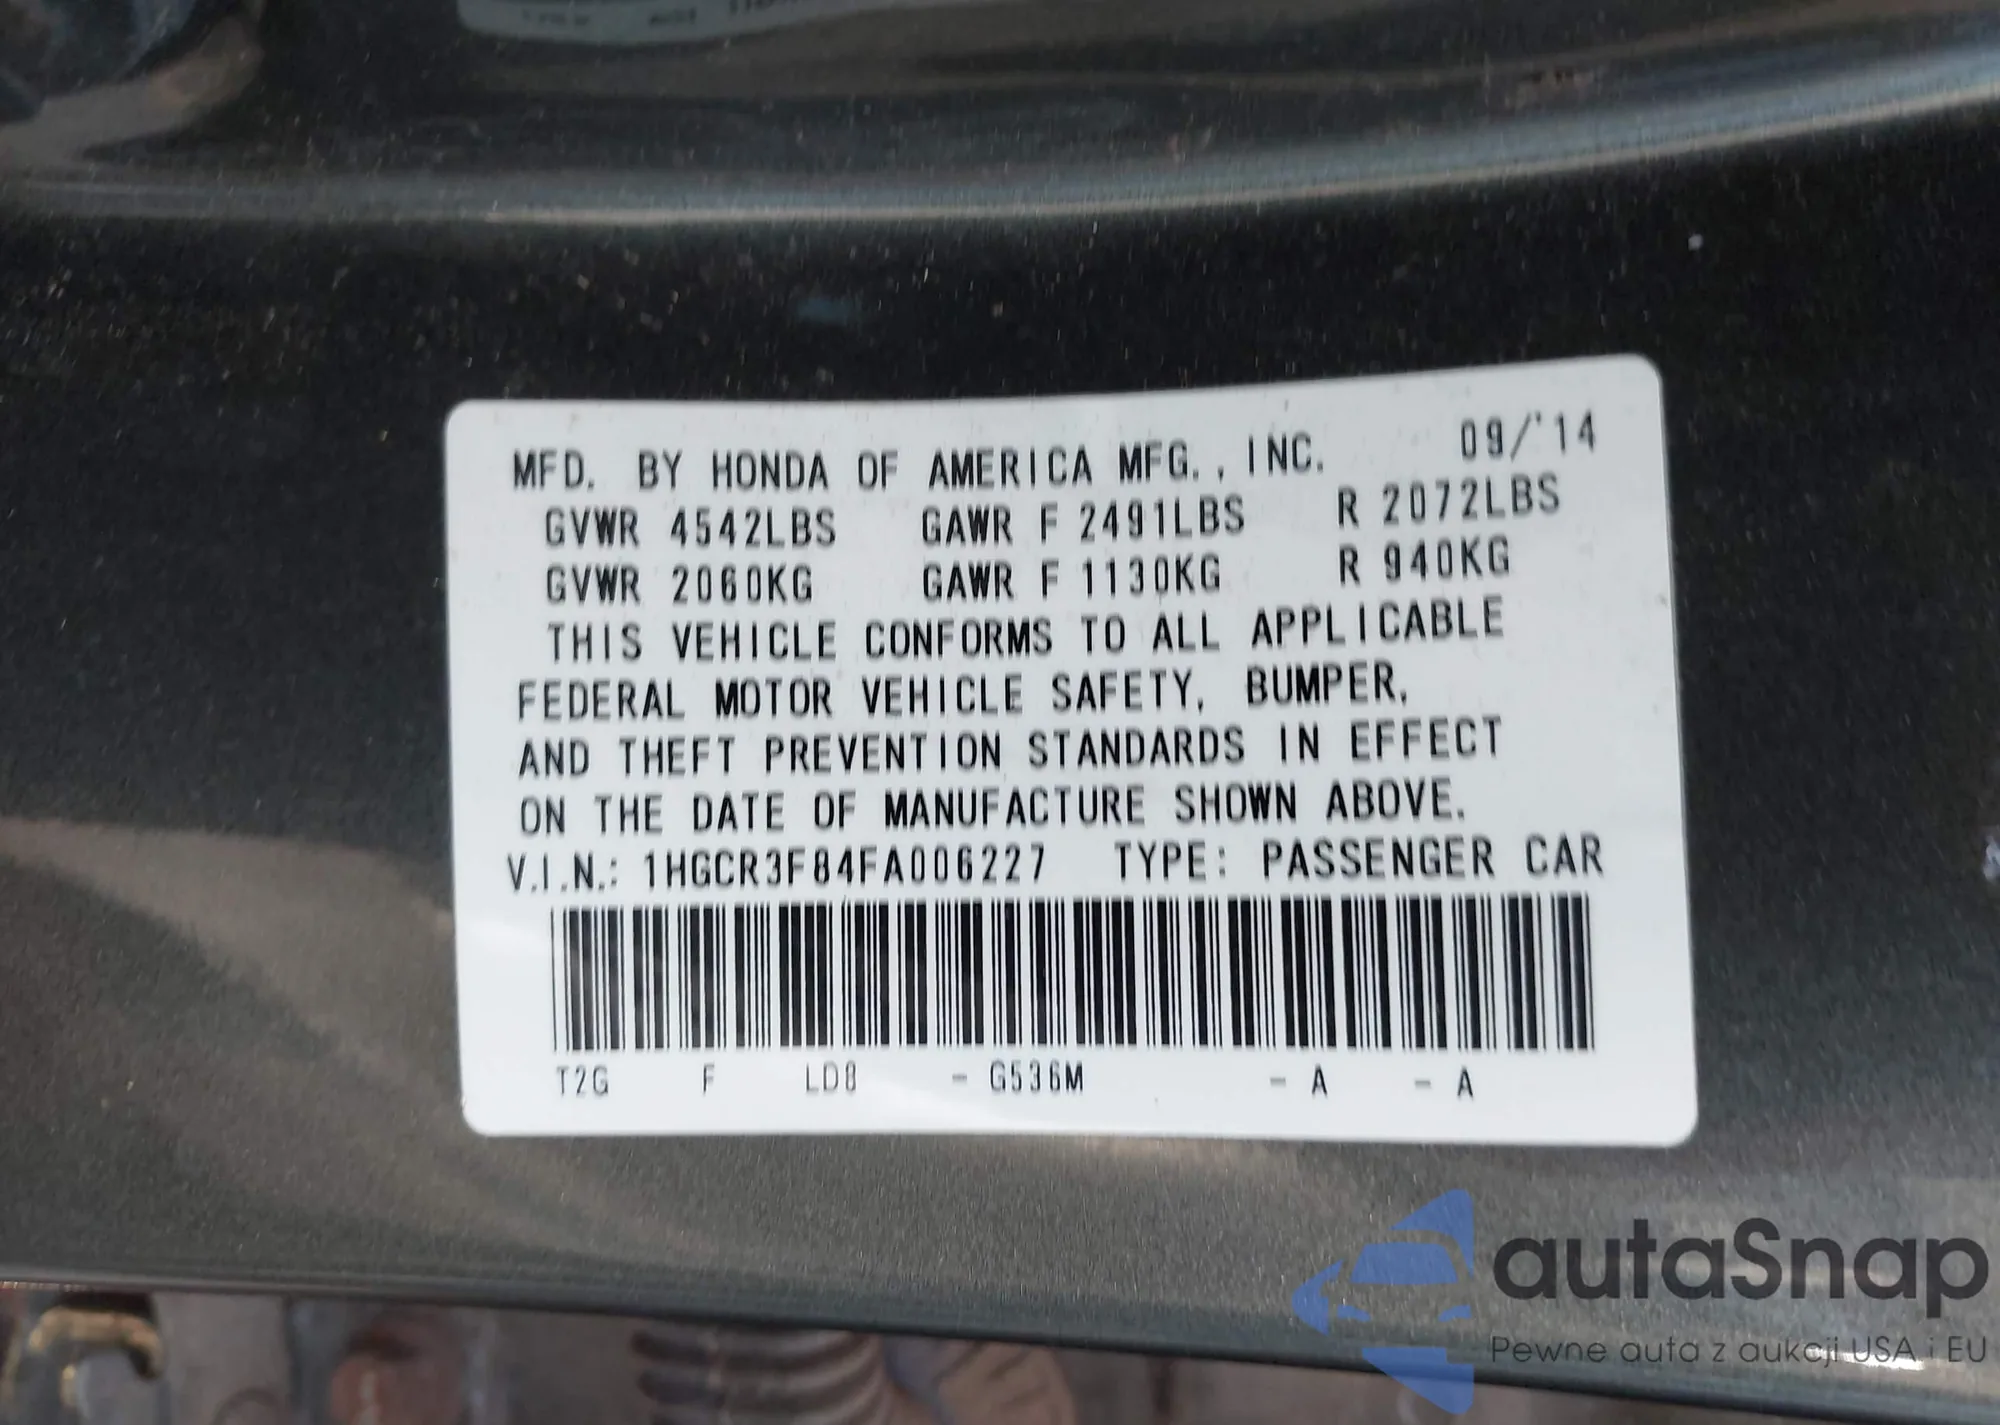 MFD. BY HONDA OF AMERICA MFG., INC. 09/'14
GVWR 4542LBS GAWR F 2491LBS R 2072LBS
GVWR 2060KG GAWR F 1130KG R 940KG
THIS VEHICLE CONFORMS TO ALL APPLICABLE
FEDERAL MOTOR VEHICLE SAFETY, BUMPER,
AND THEFT PREVENTION STANDARDS IN EFFECT
ON THE DATE OF MANUFACTURE SHOWN ABOVE.
V.I.N.: 1HGCR3F84FA006227 TYPE: PASSENGER CAR
T2G F LD8 - G536M - A - A
autaSnap
Pewne auta z aukcji USA i EU